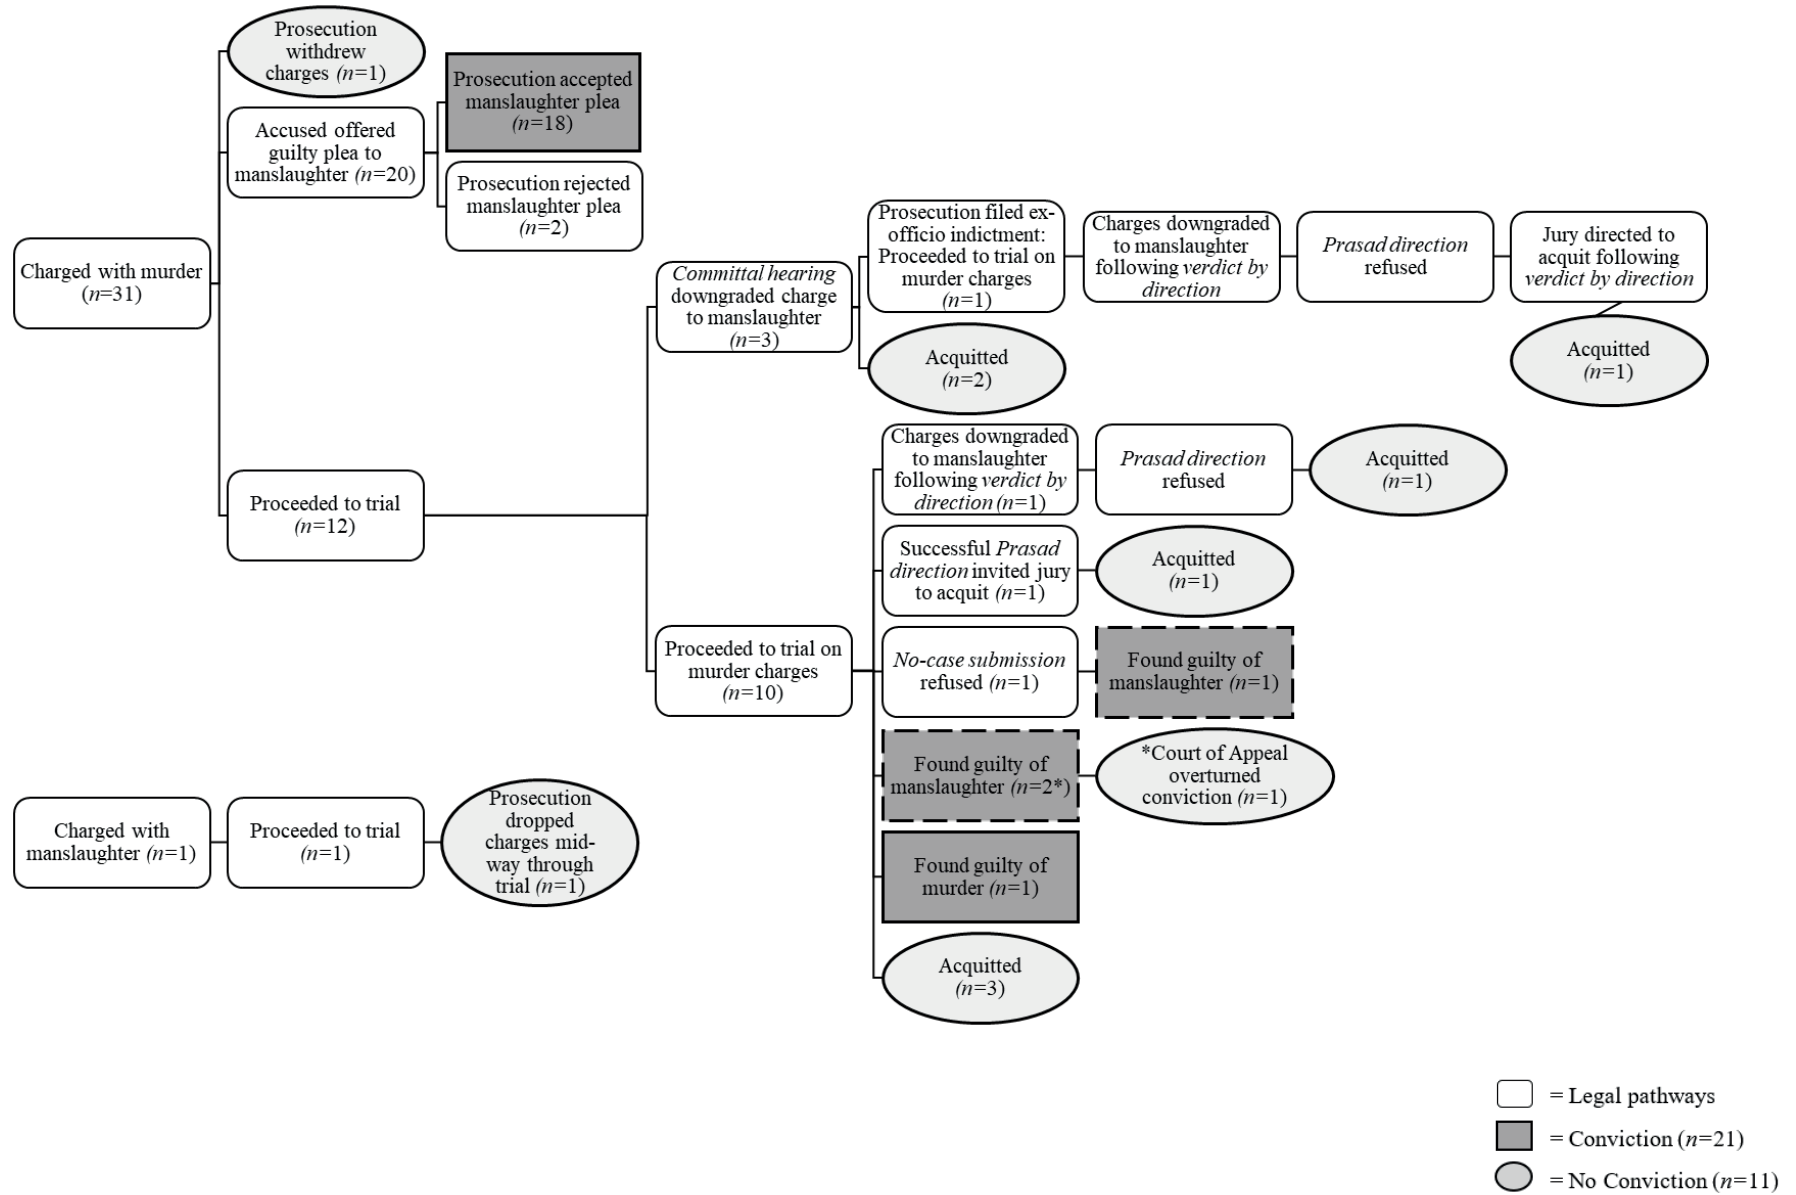 Prosecution
withdrew
charges (n=1)
Accused offered
guilty plea to
manslaughter (n=20)
Prosecution accepted
manslaughter plea
(n=18)
Prosecution rejected
manslaughter plea
(n=2)
Charged with murder
(n=31)
Proceeded to trial
(n=12)
Committal hearing
downgraded charge
to manslaughter
(n=3)
Prosecution filed ex-
officio indictment:
Proceeded to trial on
murder charges
(n=1)
Charges downgraded
to manslaughter
following verdict by
direction
Prasad direction
refused
Jury directed to
acquit following
verdict by direction
Acquitted
(n=1)
Acquitted
(n=2)
Proceeded to trial on
murder charges
(n=10)
Charges downgraded
to manslaughter
following verdict by
direction (n=1)
Prasad direction
refused
Acquitted
(n=1)
Successful Prasad
direction invited jury
to acquit (n=1)
Acquitted
(n=1)
No-case submission
refused (n=1)
Found guilty of
manslaughter (n=1)
Found guilty of
manslaughter (n=2*)
*Court of Appeal
overturned
conviction (n=1)
Found guilty of
murder (n=1)
Acquitted
(n=3)
Charged with
manslaughter (n=1)
Proceeded to trial
(n=1)
Prosecution
dropped
charges mid-
way through
trial (n=1)
= Legal pathways
= Conviction (n=21)
= No Conviction (n=11)